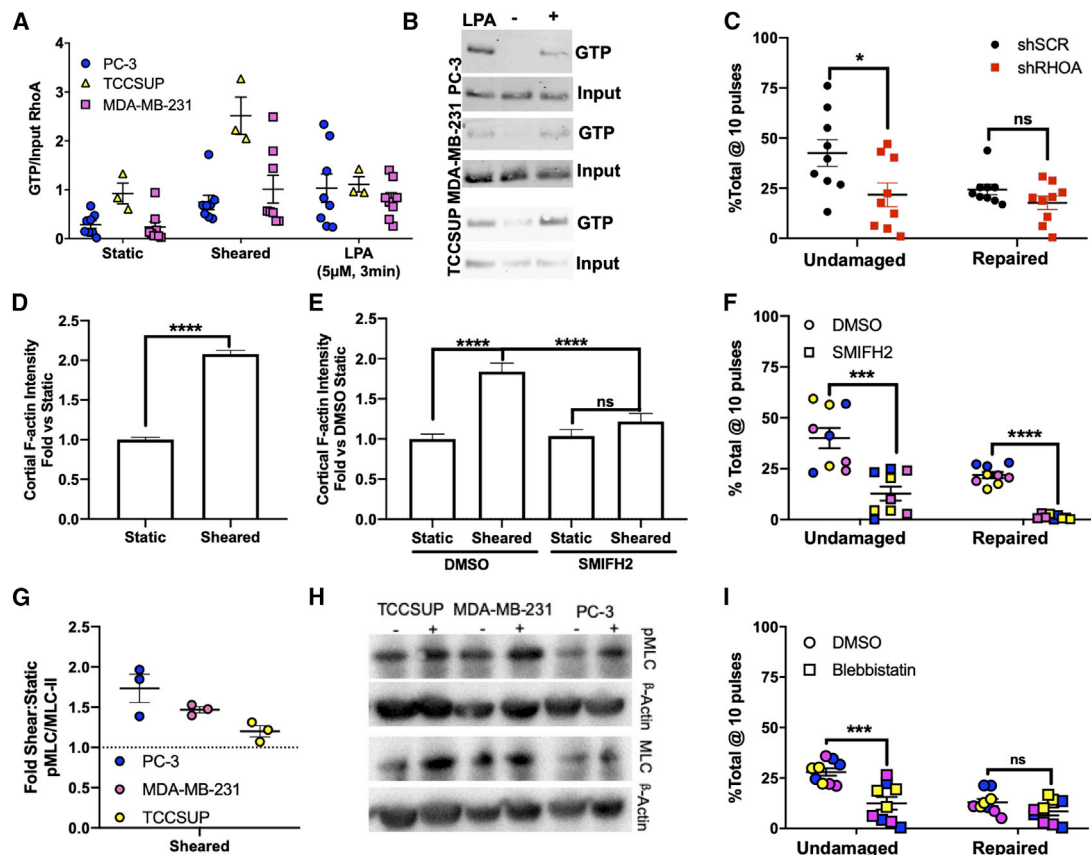 A
GTP/Input RhoA
4
3
2
1
0
PC-3
TCCSUP
MDA-MB-231
Static
Sheared
LPA
(5µM, 3min)
B
LPA
-
+
PC-3
MDA-MB-231
TCCSUP
GTP
Input
GTP
Input
GTP
Input
C
%Total @ 10 pulses
100
75
50
25
0
shSCR
shRHOA
*
ns
Undamaged
Repaired
D
Cortial F-actin Intensity
Fold vs Static
2.5
2.0
1.5
1.0
0.5
0.0
****
Static
Sheared
E
Cortical F-actin Intensity
Fold vs DMSO Static
2.5
2.0
1.5
1.0
0.5
0.0
****
****
ns
Static
Sheared
Static
Sheared
DMSO
SMIFH2
F
% Total @ 10 pulses
100
75
50
25
0
DMSO
SMIFH2
***
****
Undamaged
Repaired
G
Fold Shear:Static
pMLC/MLC-II
2.5
2.0
1.5
1.0
0.5
0.0
PC-3
MDA-MB-231
TCCSUP
Sheared
H
TCCSUP MDA-MB-231 PC-3
- + - + - +
pMLC
β-Actin
MLC
β-Actin
I
%Total @ 10 pulses
100
75
50
25
0
DMSO
Blebbistatin
***
ns
Undamaged
Repaired